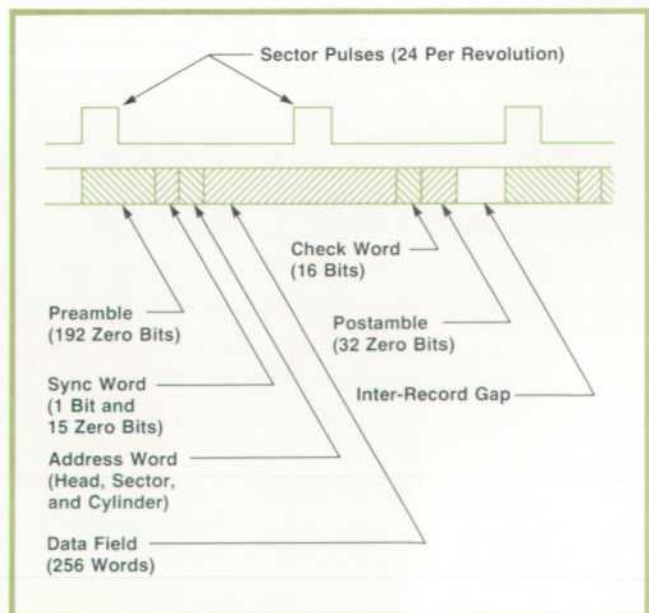 Sector Pulses (24 Per Revolution)
Check Word
(16 Bits)
Preamble
(192 Zero Bits)
Postamble
(32 Zero Bits)
Sync Word
(1 Bit and
15 Zero Bits)
Inter-Record Gap
Address Word
(Head, Sector,
and Cylinder)
Data Field
(256 Words)